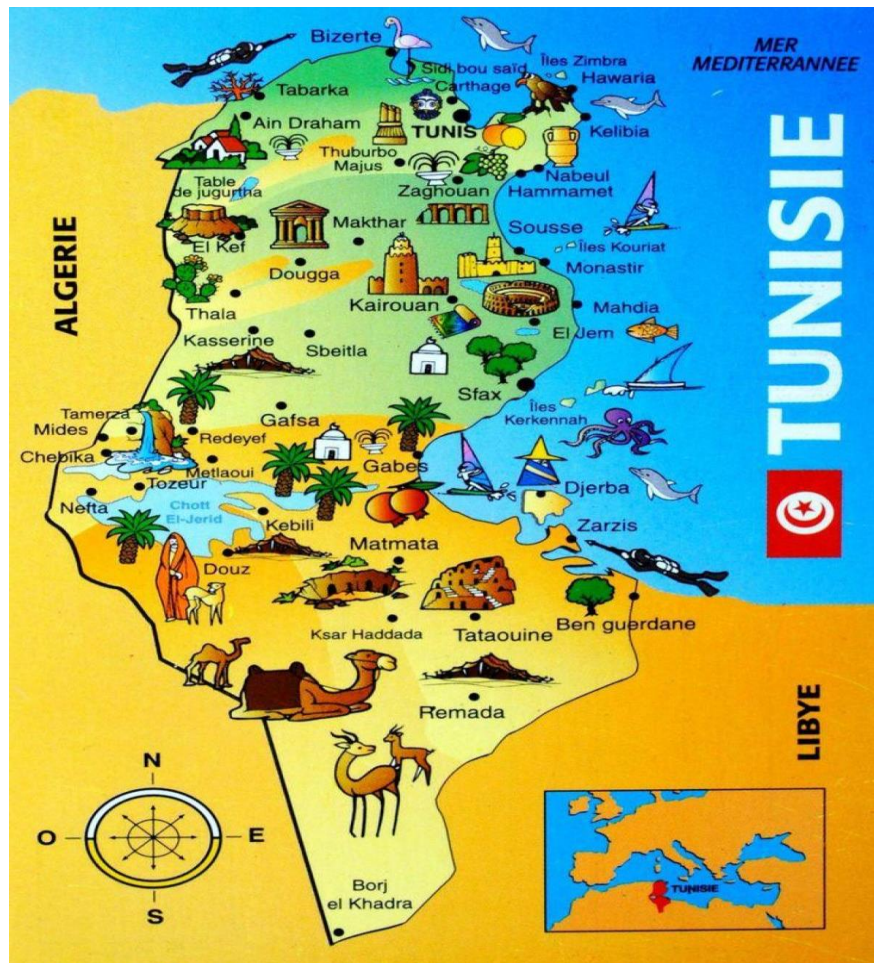 MER
MEDITERRANNEE
Bizerte
Sidi bou saïd
Carthage
Îles Zimbra
Hawaria
Tabarka
TUNIS
Ain Draham
Kelibia
Thuburbo
Majus
Table
de jugurtha
Zaghouan
Nabeul
Hammamet
Makthar
El Kef
Sousse
Îles Kouriat
Dougga
Monastir
Thala
Kairouan
Mahdia
Kasserine
Sbeitla
El Jem
Sfax
Îles
Kerkennah
Tamerza
Mides
Gafsa
Redeyef
Chebika
Metlaoui
Gabes
Tozeur
Nefta
Chott
El-Jerid
Djerba
Kebili
Zarzis
Matmata
Douz
Ksar Haddada
Tataouine
Ben guerdane
Remada
Borj
el Khadra
ALGERIE
TUNISIE
LIBYE
N
O
E
S
TUNISIE